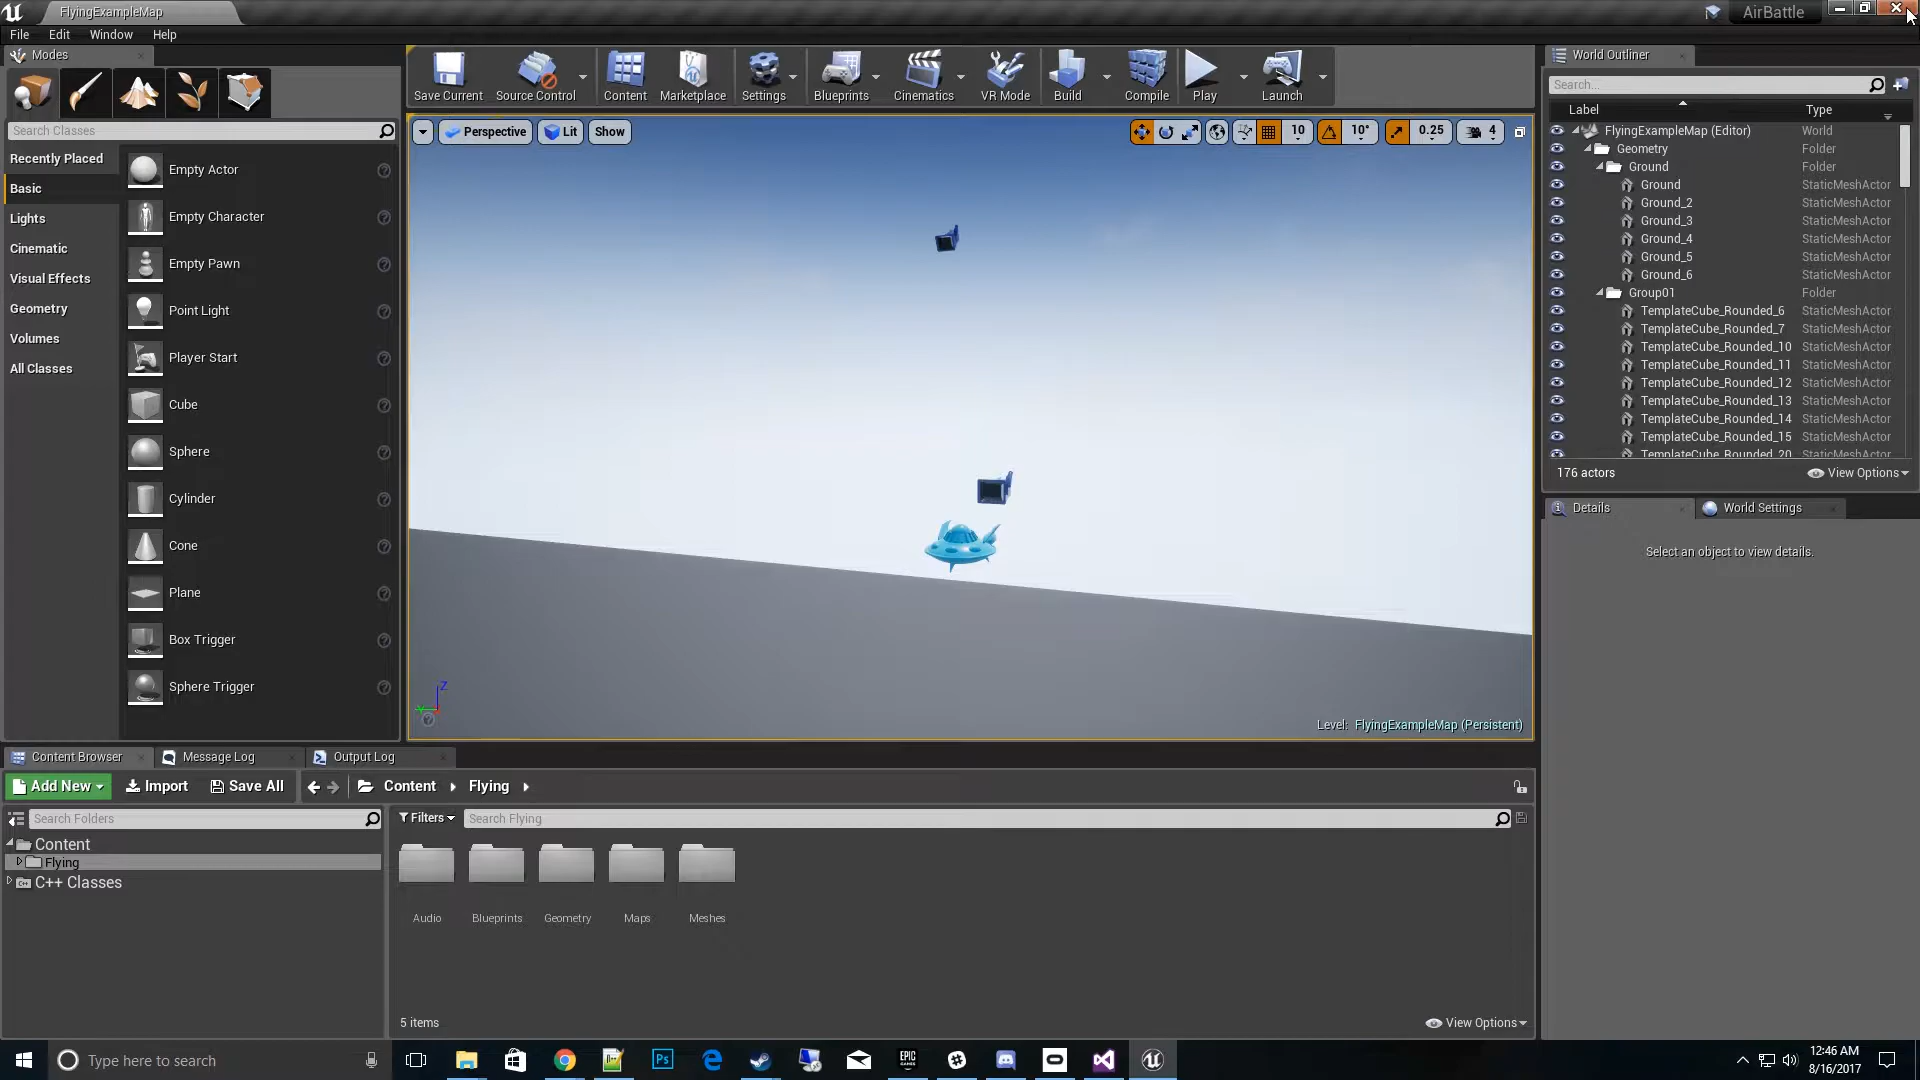 FlyingExampleMap
AirBattle
File Edit Window Help
Modes
Search Classes
Recently Placed
Basic
Lights
Cinematic
Visual Effects
Geometry
Volumes
All Classes
Empty Actor
Empty Character
Empty Pawn
Point Light
Player Start
Cube
Sphere
Cylinder
Cone
Plane
Box Trigger
Sphere Trigger
Save Current Source Control Content Marketplace Settings Blueprints Cinematics VR Mode Build Compile Play Launch
Perspective Lit Show
10 10° 0.25 4
Z
Level: FlyingExampleMap (Persistent)
World Outliner
Search...
Label Type
FlyingExampleMap (Editor) World
Geometry Folder
Ground Folder
Ground StaticMeshActor
Ground_2 StaticMeshActor
Ground_3 StaticMeshActor
Ground_4 StaticMeshActor
Ground_5 StaticMeshActor
Ground_6 StaticMeshActor
Group01 Folder
TemplateCube_Rounded_6 StaticMeshActor
TemplateCube_Rounded_7 StaticMeshActor
TemplateCube_Rounded_10 StaticMeshActor
TemplateCube_Rounded_11 StaticMeshActor
TemplateCube_Rounded_12 StaticMeshActor
TemplateCube_Rounded_13 StaticMeshActor
TemplateCube_Rounded_14 StaticMeshActor
TemplateCube_Rounded_15 StaticMeshActor
TemplateCube_Rounded_20 StaticMeshActor
176 actors View Options
Details World Settings
Select an object to view details.
Content Browser Message Log Output Log
Add New Import Save All Content Flying
Search Folders
Content
Flying
C++ Classes
Filters Search Flying
Audio Blueprints Geometry Maps Meshes
5 items View Options
Type here to search
Ps
EPIC GAMES
12:46 AM
8/16/2017